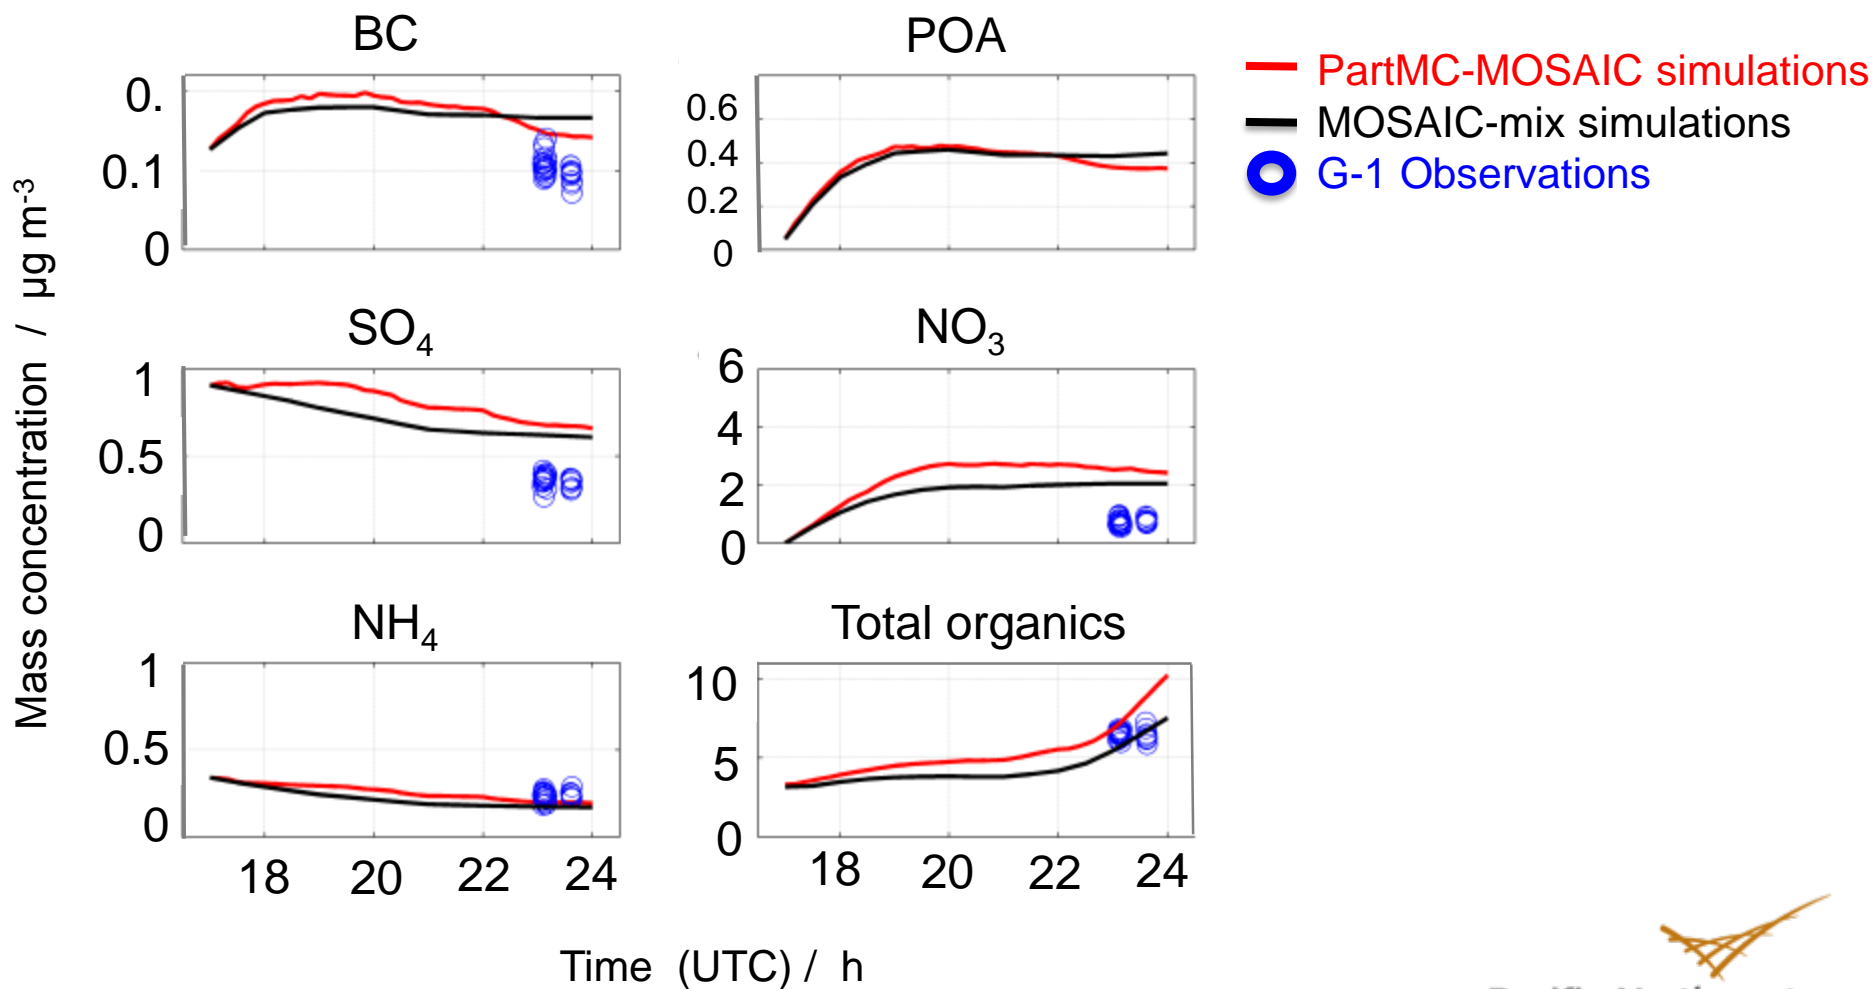 BC
0.
0.1
0
POA
0.6
0.4
0.2
0
PartMC-MOSAIC simulations
MOSAIC-mix simulations
G-1 Observations
SO4
1
0.5
0
NO3
6
4
2
0
NH4
1
0.5
0
18 20 22 24
Total organics
10
5
0
18 20 22 24
Mass concentration / µg m-3
Time (UTC) / h